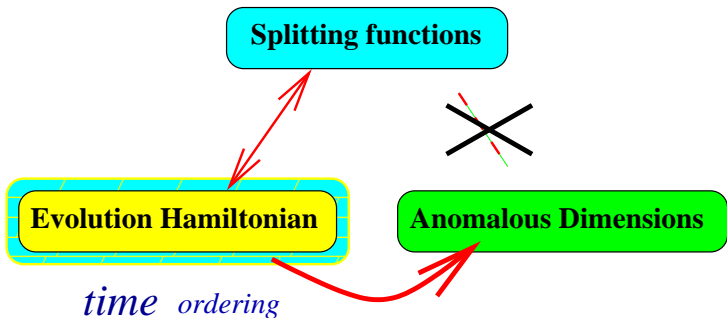 Splitting functions
Evolution Hamiltonian
Anomalous Dimensions
time ordering